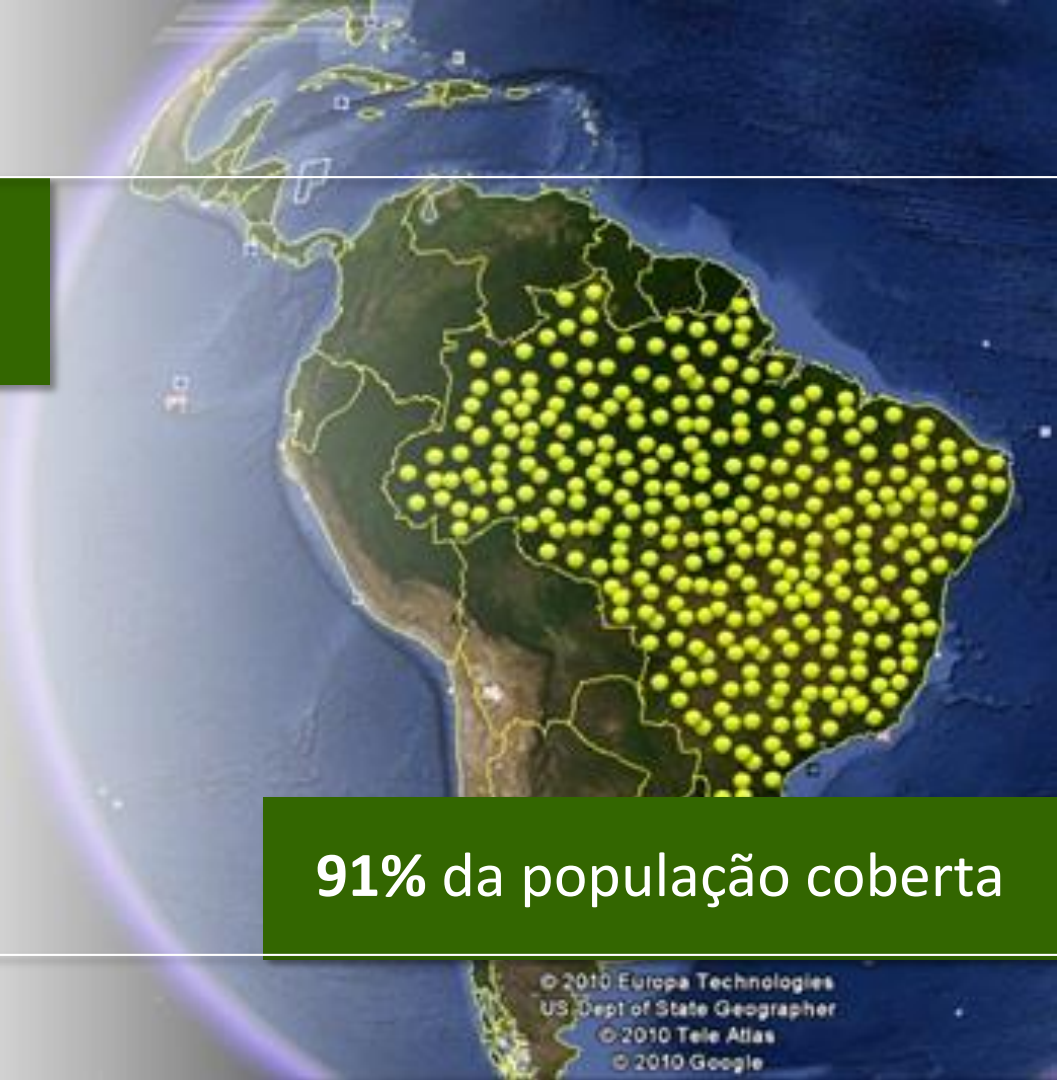 91% da população coberta
© 2010 Europa Technologies
US Dept of State Geographer
© 2010 Tele Atlas
© 2010 Google